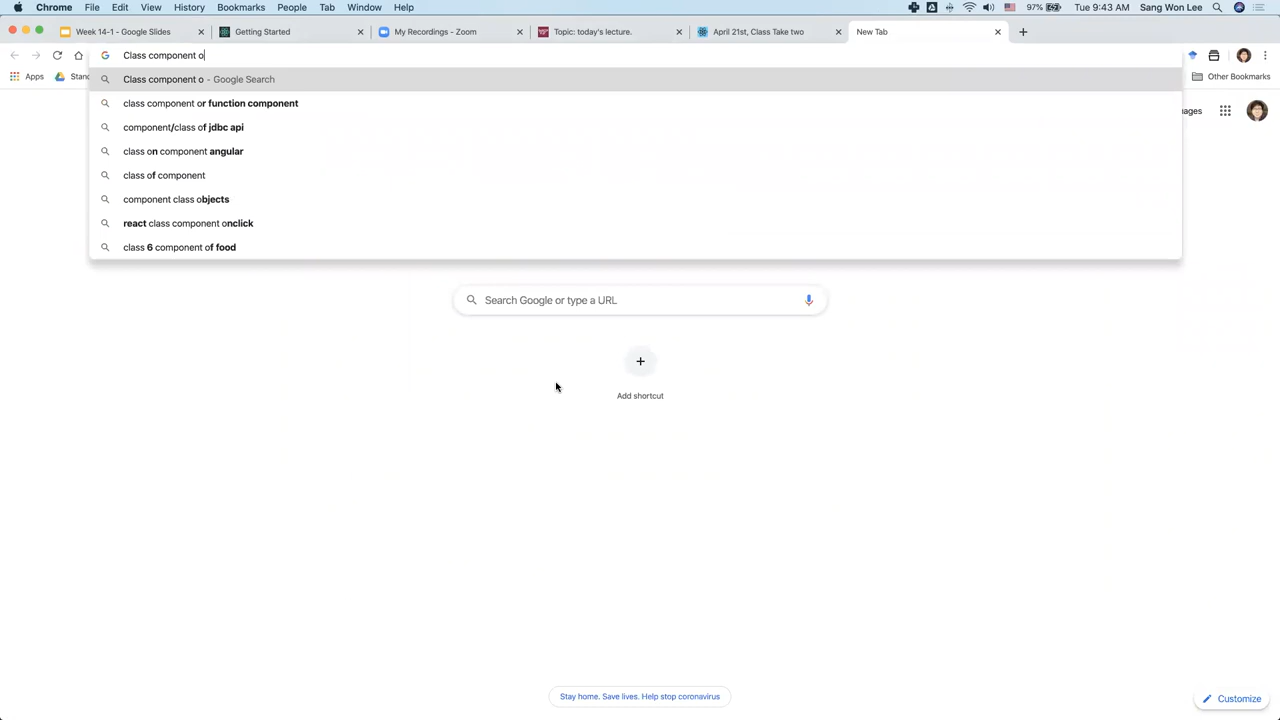 Chrome File Edit View History Bookmarks People Tab Window Help 97% Tue 9:43 AM Sang Won Lee
Week 14-1 - Google Slides Getting Started My Recordings - Zoom Topic: today's lecture. April 21st, Class Take two New Tab
Class component o
Apps Stanc Other Bookmarks
Class component o - Google Search
class component or function component
component/class of jdbc api
class on component angular
class of component
component class objects
react class component onclick
class 6 component of food
ages
Search Google or type a URL
Add shortcut
Stay home. Save lives. Help stop coronavirus
Customize